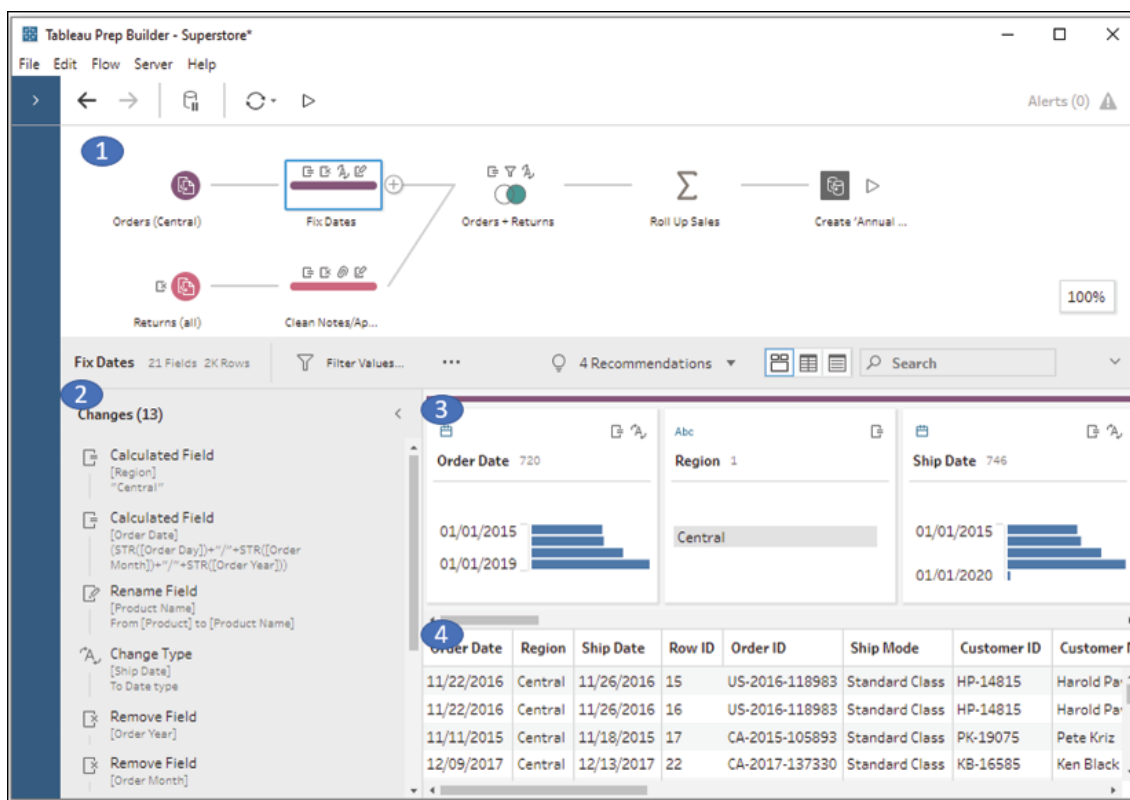 Tableau Prep Builder - Superstore*
File Edit Flow Server Help
Alerts (0)
1
Orders (Central) Fix Dates Orders + Returns Roll Up Sales Create 'Annual ...
100%
Returns (all) Clean Notes/Ap...
Fix Dates 21 Fields 2K Rows Filter Values... 4 Recommendations Search
2
Changes (13)
Calculated Field
[Region]
"Central"
Calculated Field
[Order Date]
(STR([Order Day])+"/"+STR([Order
Month])+"/"+STR([Order Year]))
Rename Field
[Product Name]
From [Product] to [Product Name]
Change Type
[Ship Date]
To Date type
Remove Field
[Order Year]
Remove Field
[Order Month]
3
Order Date 720
01/01/2015
01/01/2019
Abc
Region 1
Central
Ship Date 746
01/01/2015
01/01/2020
4
Order Date Region Ship Date Row ID Order ID Ship Mode Customer ID Customer
11/22/2016 Central 11/26/2016 15 US-2016-118983 Standard Class HP-14815 Harold
11/22/2016 Central 11/26/2016 16 US-2016-118983 Standard Class HP-14815 Harold
11/11/2015 Central 11/18/2015 17 CA-2015-105893 Standard Class PK-19075 Pete Kriz
12/09/2017 Central 12/13/2017 22 CA-2017-137330 Standard Class KB-16585 Ken Black